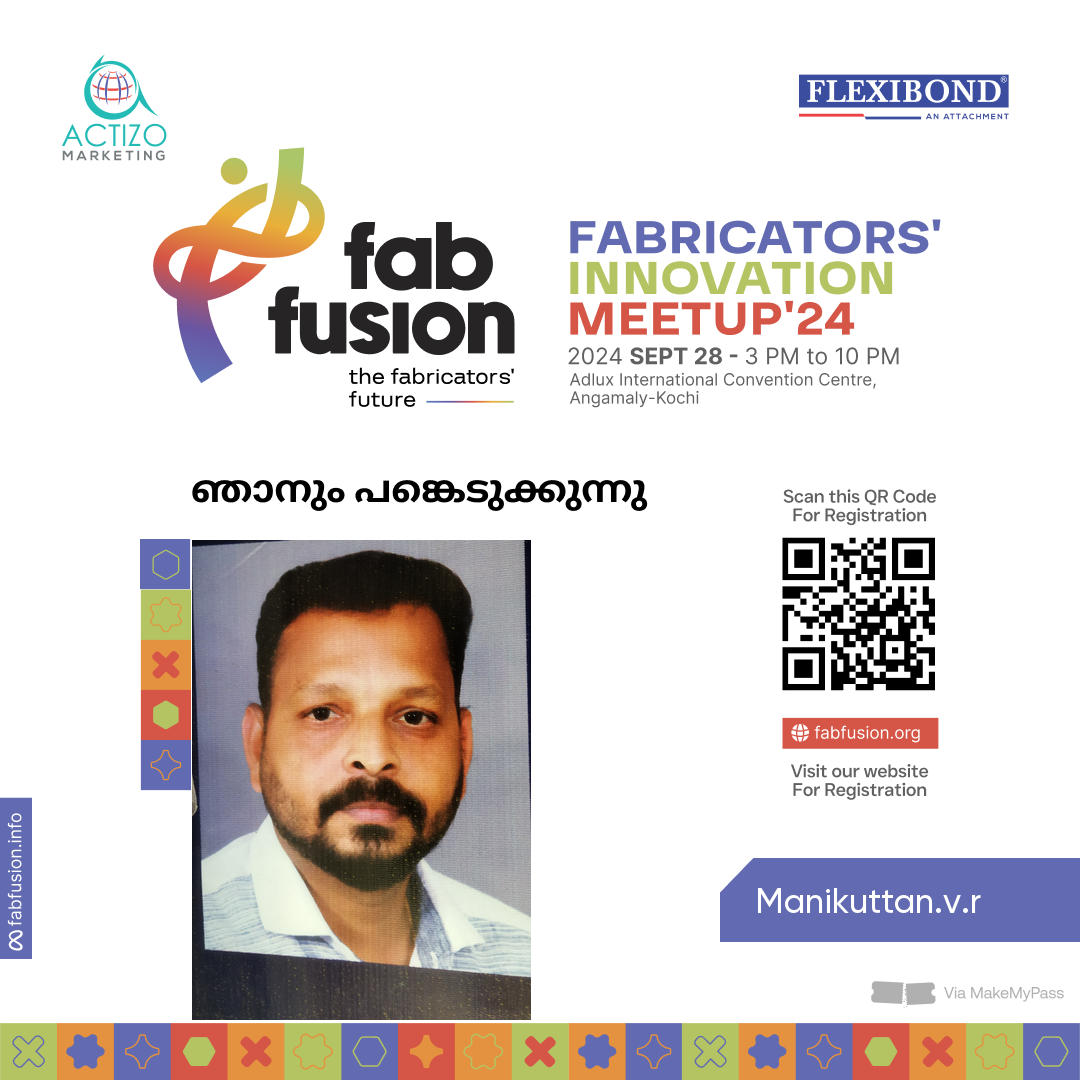 ACTIZO
MARKETING
FLEXIBOND®
AN ATTACHMENT
fab
fusion
the fabricators'
future
FABRICATORS'
INNOVATION
MEETUP'24
2024 SEPT 28 - 3 PM to 10 PM
Adlux International Convention Centre,
Angamaly-Kochi
ഞാനും പങ്കെടുക്കുന്നു
Scan this QR Code
For Registration
fabfusion.org
Visit our website
For Registration
fabfusion.info
Manikuttan.v.r
Via MakeMyPass